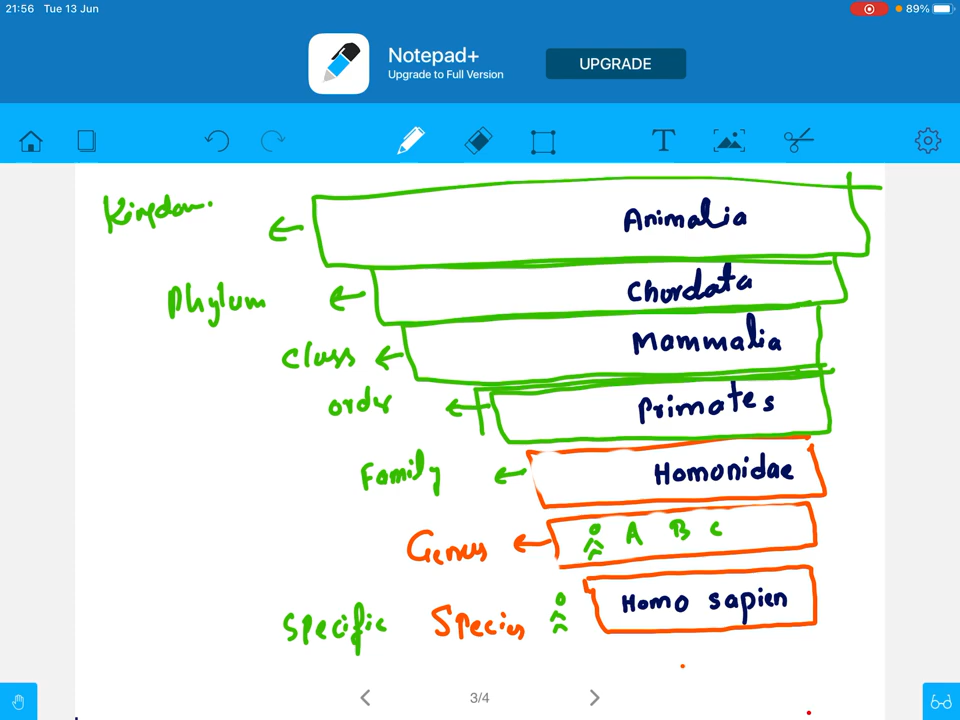 21:56 Tue 13 Jun 89%
Notepad+
Upgrade to Full Version
UPGRADE
T
Kingdom. Animalia
Phylum Chordata
Class Mammalia
order Primates
Family Homonidae
Genus A B C
Specific Species Homo sapien
3/4